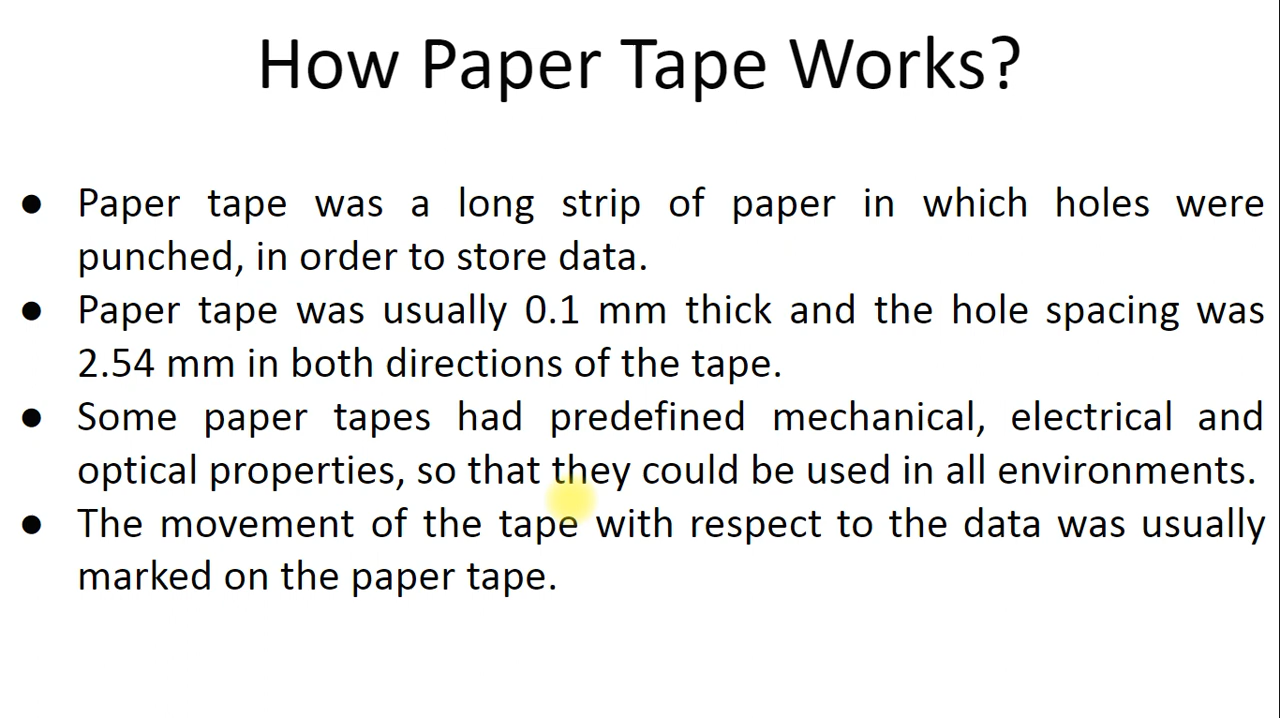 How Paper Tape Works?
● Paper tape was a long strip of paper in which holes were
punched, in order to store data.
● Paper tape was usually 0.1 mm thick and the hole spacing was
2.54 mm in both directions of the tape.
● Some paper tapes had predefined mechanical, electrical and
optical properties, so that they could be used in all environments.
● The movement of the tape with respect to the data was usually
marked on the paper tape.